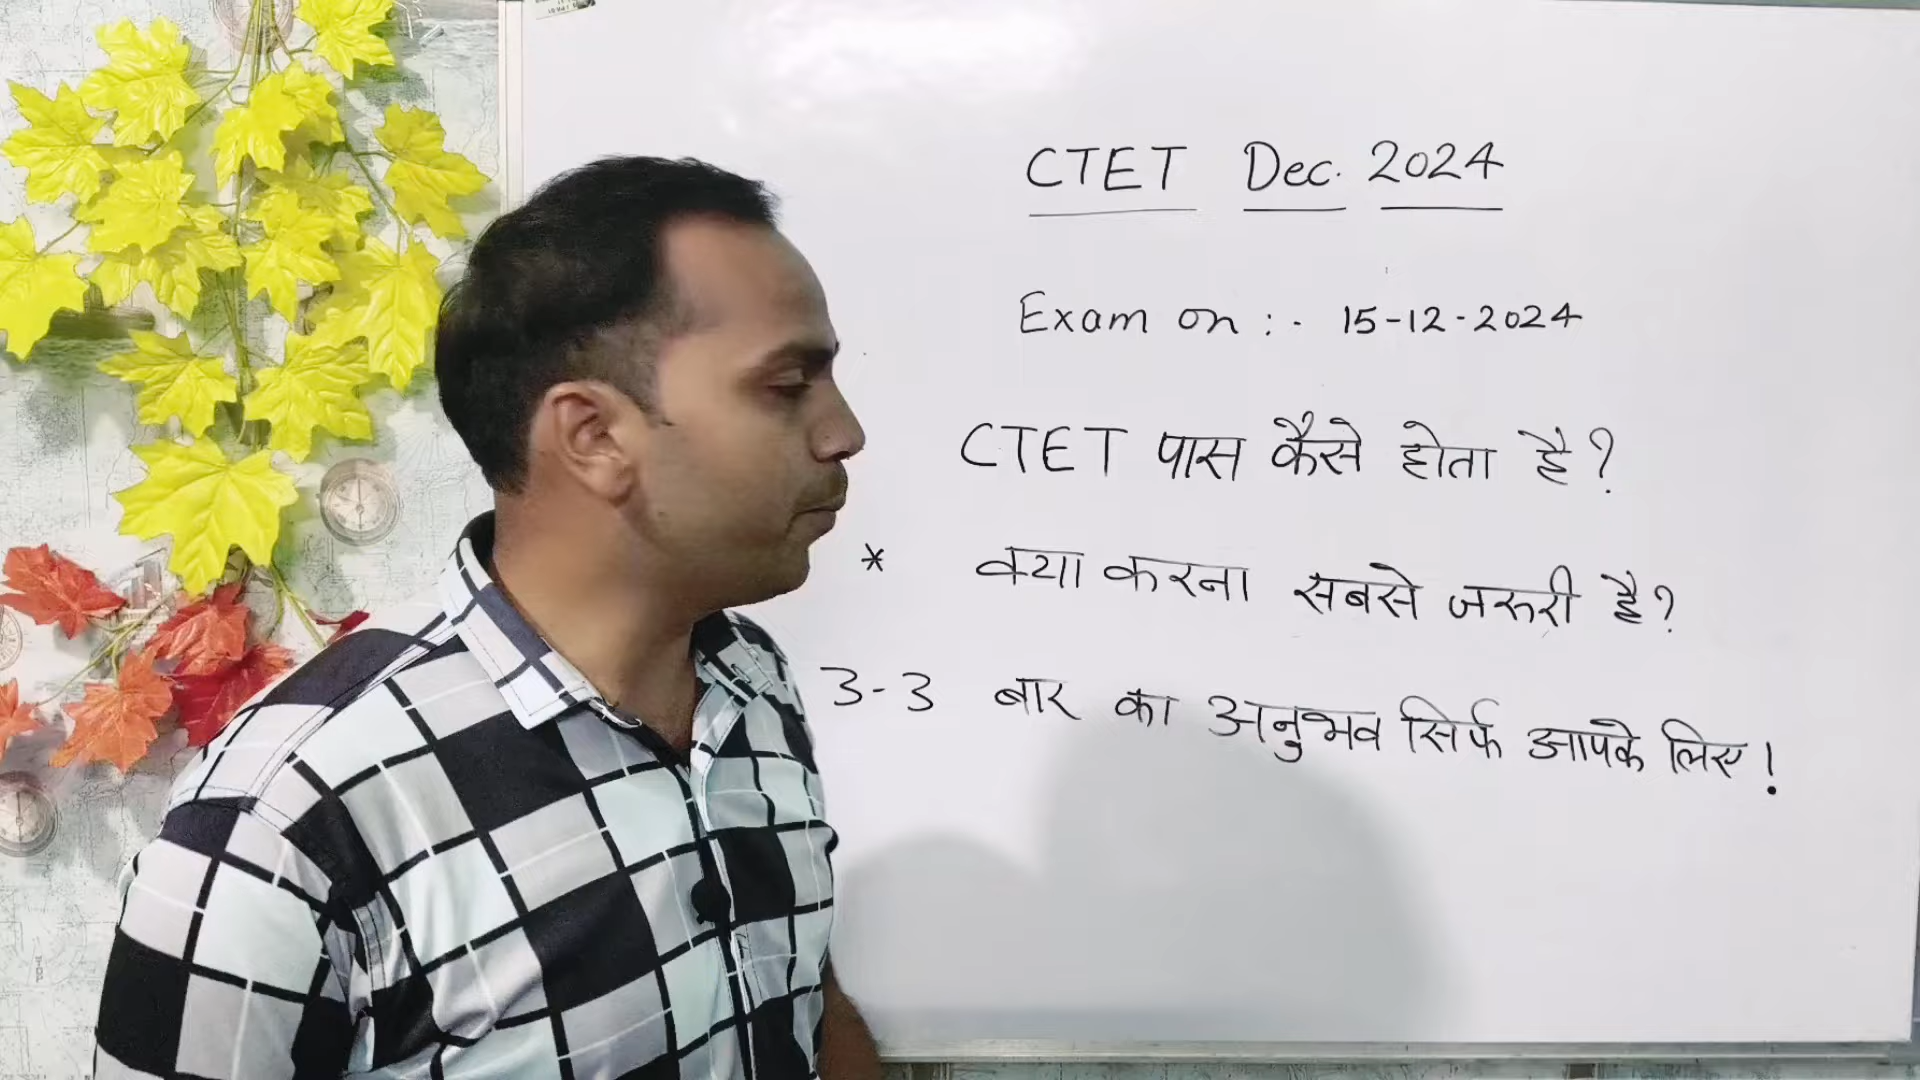 CTET Dec. 2024
Exam on :- 15-12-2024
CTET पास कैसे होता है?
* क्या करना सबसे जरूरी है?
3-3 बार का अनुभव सिर्फ आपके लिए!